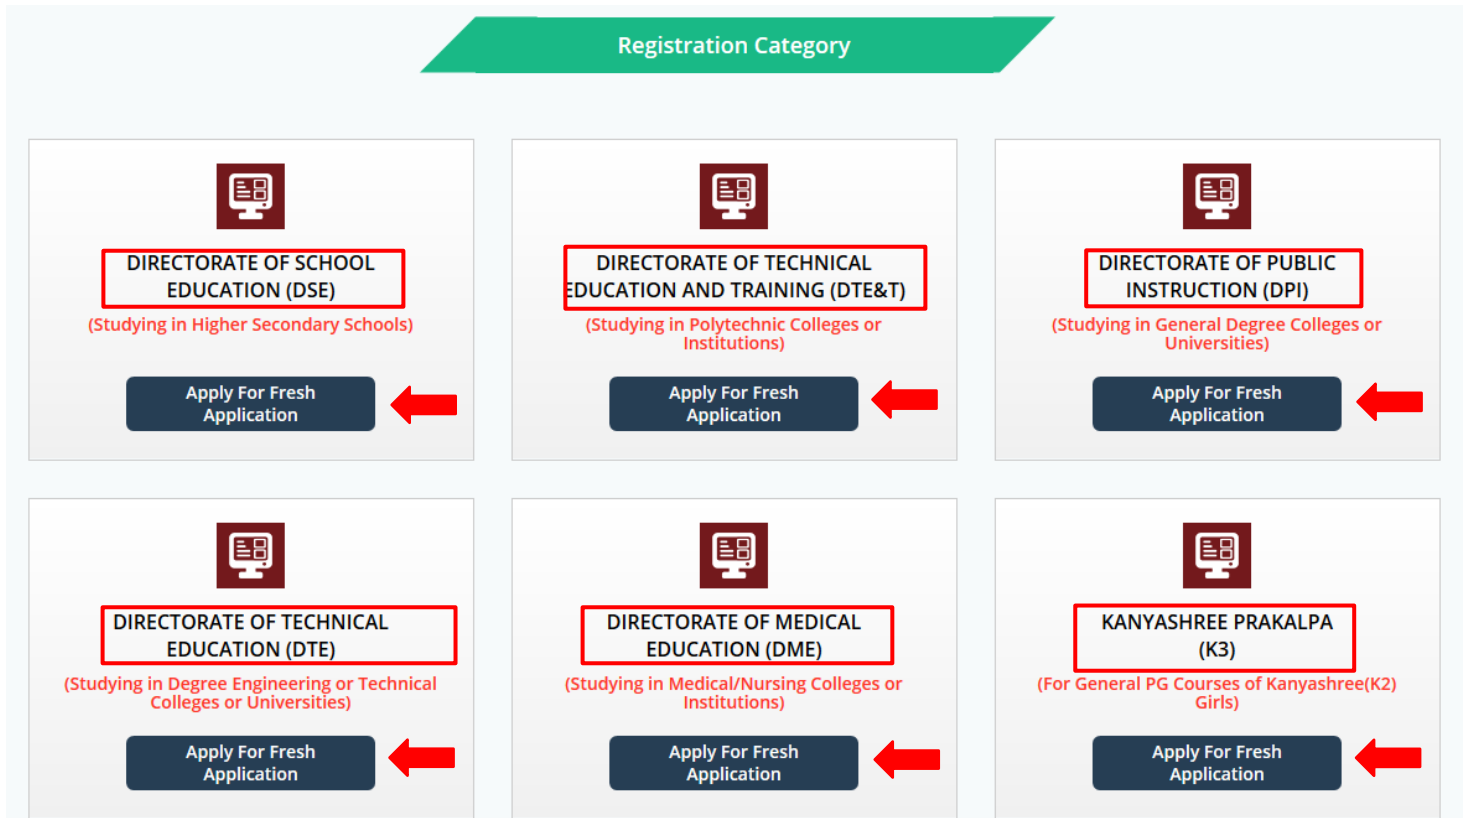 Registration Category
DIRECTORATE OF SCHOOL
EDUCATION (DSE)
(Studying in Higher Secondary Schools)
Apply For Fresh
Application
DIRECTORATE OF TECHNICAL
EDUCATION AND TRAINING (DTE&T)
(Studying in Polytechnic Colleges or
Institutions)
Apply For Fresh
Application
DIRECTORATE OF PUBLIC
INSTRUCTION (DPI)
(Studying in General Degree Colleges or
Universities)
Apply For Fresh
Application
DIRECTORATE OF TECHNICAL
EDUCATION (DTE)
(Studying in Degree Engineering or Technical
Colleges or Universities)
Apply For Fresh
Application
DIRECTORATE OF MEDICAL
EDUCATION (DME)
(Studying in Medical/Nursing Colleges or
Institutions)
Apply For Fresh
Application
KANYASHREE PRAKALPA
(K3)
(For General PG Courses of Kanyashree(K2)
Girls)
Apply For Fresh
Application